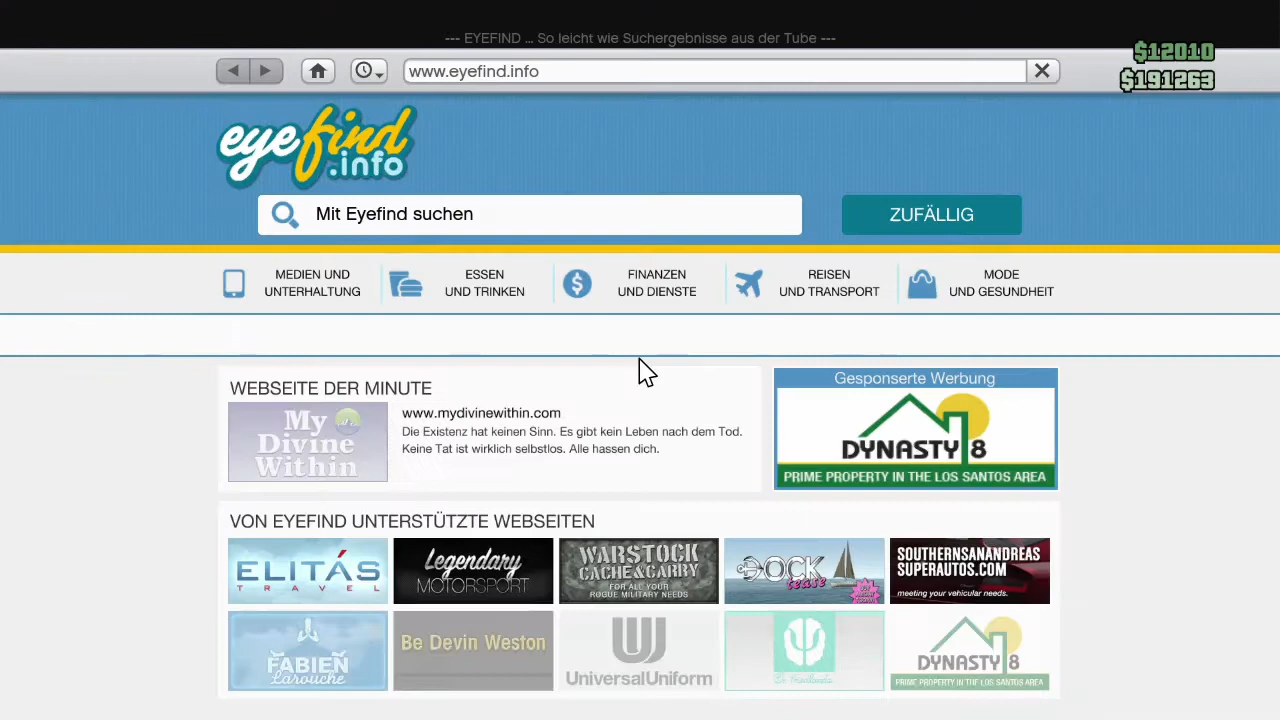 --- EYEFIND ... So leicht wie Suchergebnisse aus der Tube ---
$12010
www.eyefind.info
$191263
eyefind
.info
Mit Eyefind suchen
ZUFÄLLIG
MEDIEN UND
UNTERHALTUNG
ESSEN
UND TRINKEN
FINANZEN
UND DIENSTE
REISEN
UND TRANSPORT
MODE
UND GESUNDHEIT
WEBSEITE DER MINUTE
My
Divine
Within
www.mydivinewithin.com
Die Existenz hat keinen Sinn. Es gibt kein Leben nach dem Tod.
Keine Tat ist wirklich selbstlos. Alle hassen dich.
Gesponserte Werbung
DYNASTY 8
PRIME PROPERTY IN THE LOS SANTOS AREA
VON EYEFIND UNTERSTÜTZTE WEBSEITEN
ELITÁS
TRAVEL
Legendary
MOTORSPORT
WARSTOCK
CACHE & CARRY
FOR ALL YOUR
ROGUE MILITARY NEEDS
DOCK
tease
SOUTHERNSANANDREAS
SUPERAUTOS.COM
meeting your vehicular needs.
FABIEN
Larouche
Be Devin Weston
UniversalUniform
DYNASTY 8
PRIME PROPERTY IN THE LOS SANTOS AREA